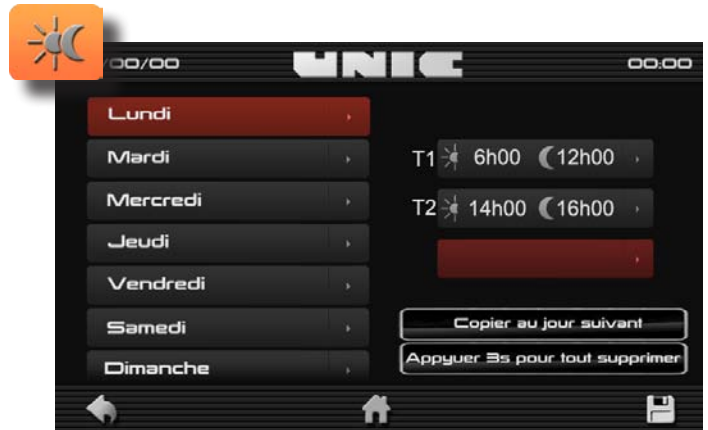 /00/00 UNIC 00:00
Lundi
Mardi
Mercredi
Jeudi
Vendredi
Samedi
Dimanche
T1 6h00 12h00
T2 14h00 16h00
Copier au jour suivant
Appyuer 3s pour tout supprimer